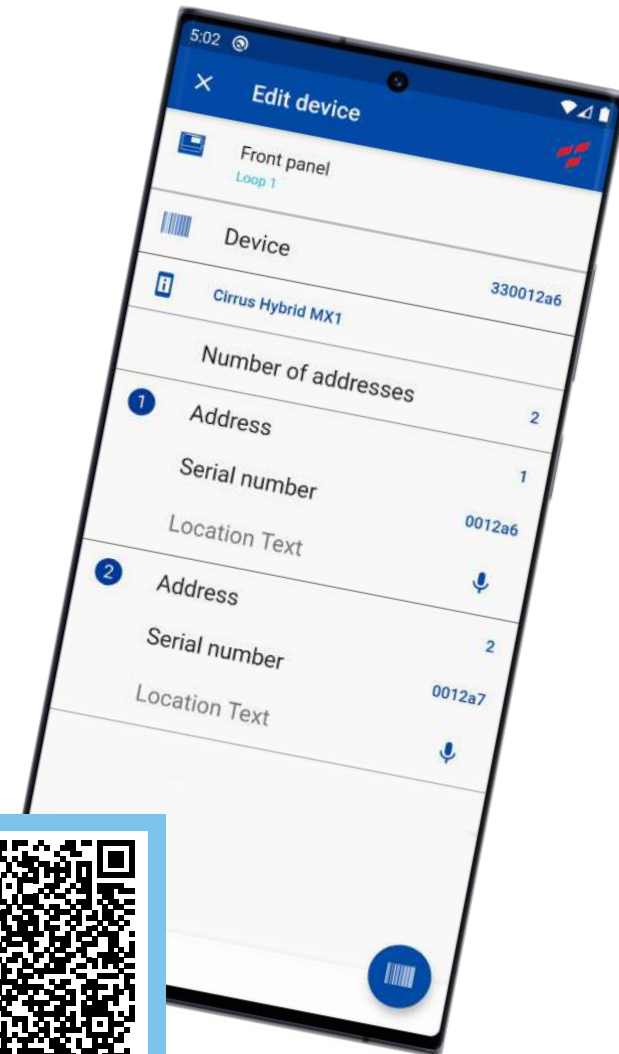 5:02
Edit device
Front panel
Loop 1
Device 330012a6
Cirrus Hybrid MX1
Number of addresses 2
1 Address 1
Serial number 0012a6
Location Text
2 Address 2
Serial number 0012a7
Location Text